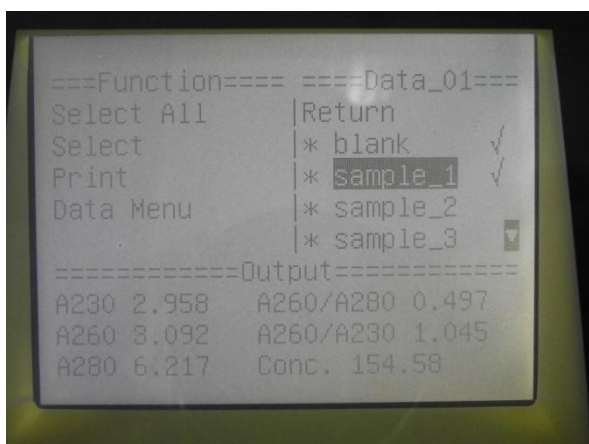 ===Function==== ====Data_01===
Select All |Return
Select |* blank √
Print |* sample_1 √
Data Menu |* sample_2
|* sample_3
============Output============
A230 2.958 A260/A280 0.497
A260 3.092 A260/A230 1.045
A280 6.217 Conc. 154.58